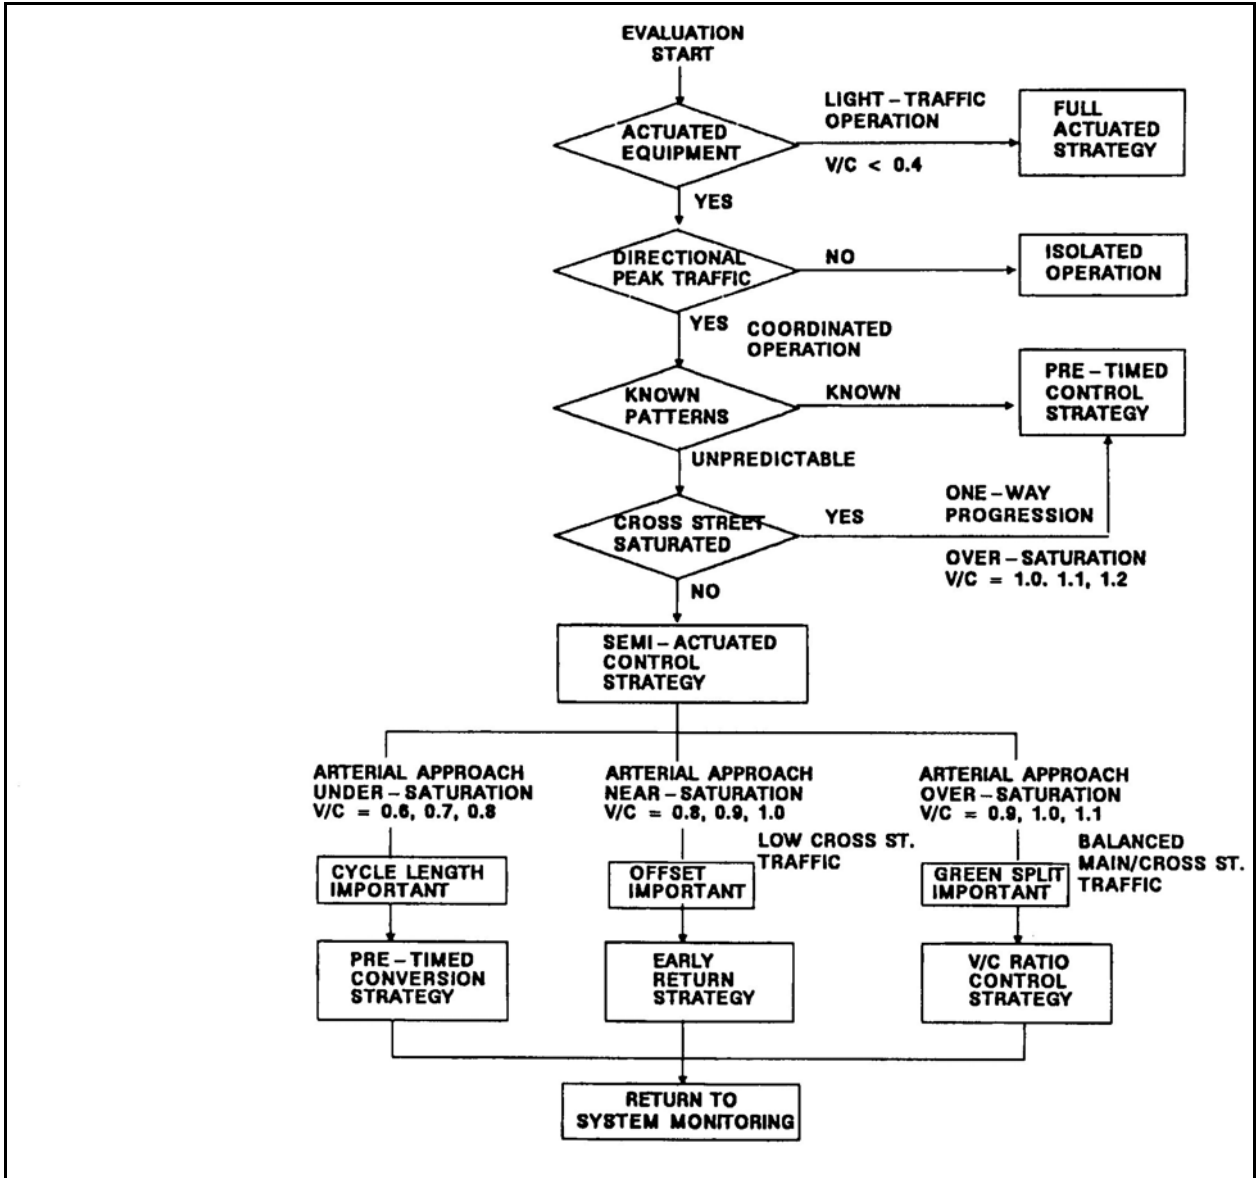 EVALUATION
START
LIGHT-TRAFFIC
OPERATION
V/C < 0.4
FULL
ACTUATED
STRATEGY
ACTUATED
EQUIPMENT
YES
DIRECTIONAL
PEAK TRAFFIC
NO
ISOLATED
OPERATION
YES
COORDINATED
OPERATION
KNOWN
PATTERNS
KNOWN
PRE-TIMED
CONTROL
STRATEGY
UNPREDICTABLE
CROSS STREET
SATURATED
YES
ONE-WAY
PROGRESSION
OVER-SATURATION
V/C = 1.0. 1.1, 1.2
NO
SEMI-ACTUATED
CONTROL
STRATEGY
ARTERIAL APPROACH
UNDER-SATURATION
V/C = 0.6, 0.7, 0.8
ARTERIAL APPROACH
NEAR-SATURATION
V/C = 0.8, 0.9, 1.0
ARTERIAL APPROACH
OVER-SATURATION
V/C = 0.9, 1.0, 1.1
LOW CROSS ST.
TRAFFIC
BALANCED
MAIN/CROSS ST.
TRAFFIC
CYCLE LENGTH
IMPORTANT
OFFSET
IMPORTANT
GREEN SPLIT
IMPORTANT
PRE-TIMED
CONVERSION
STRATEGY
EARLY
RETURN
STRATEGY
V/C RATIO
CONTROL
STRATEGY
RETURN TO
SYSTEM MONITORING